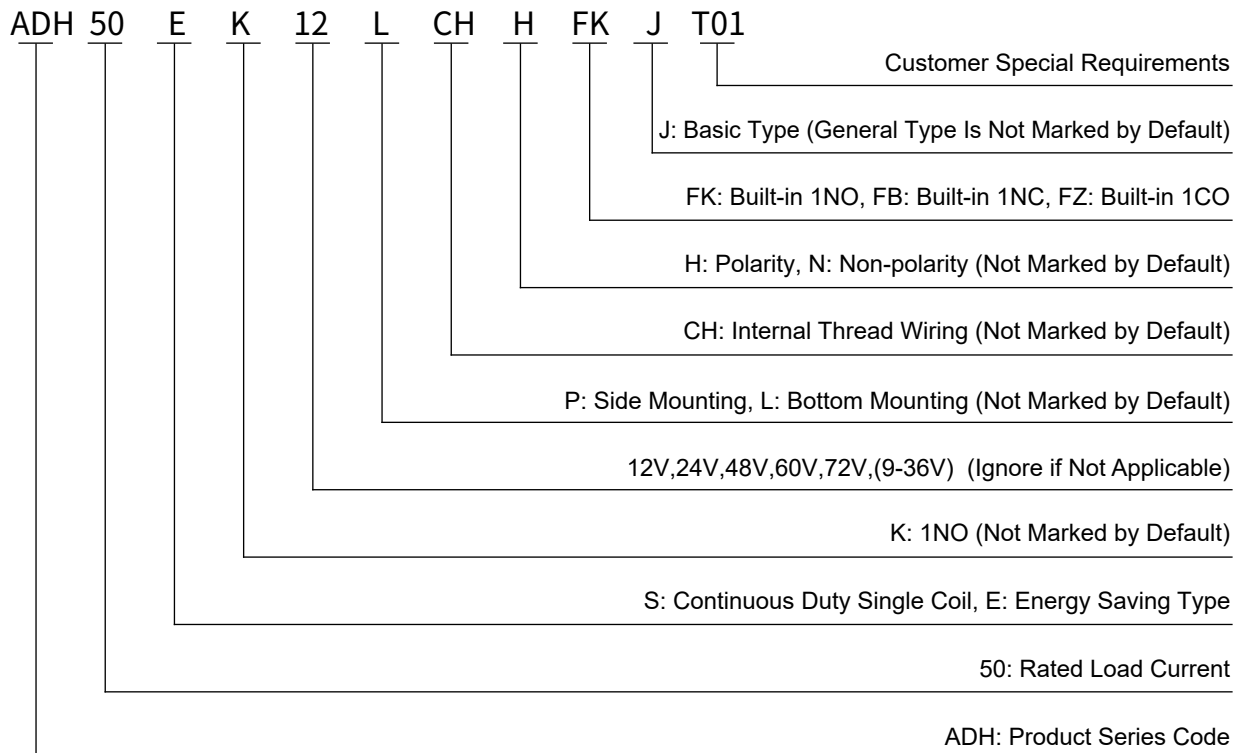 ADH 50 E K 12 L CH H FK J T01
Customer Special Requirements
J: Basic Type (General Type Is Not Marked by Default)
FK: Built-in 1NO, FB: Built-in 1NC, FZ: Built-in 1CO
H: Polarity, N: Non-polarity (Not Marked by Default)
CH: Internal Thread Wiring (Not Marked by Default)
P: Side Mounting, L: Bottom Mounting (Not Marked by Default)
12V,24V,48V,60V,72V,(9-36V) (Ignore if Not Applicable)
K: 1NO (Not Marked by Default)
S: Continuous Duty Single Coil, E: Energy Saving Type
50: Rated Load Current
ADH: Product Series Code